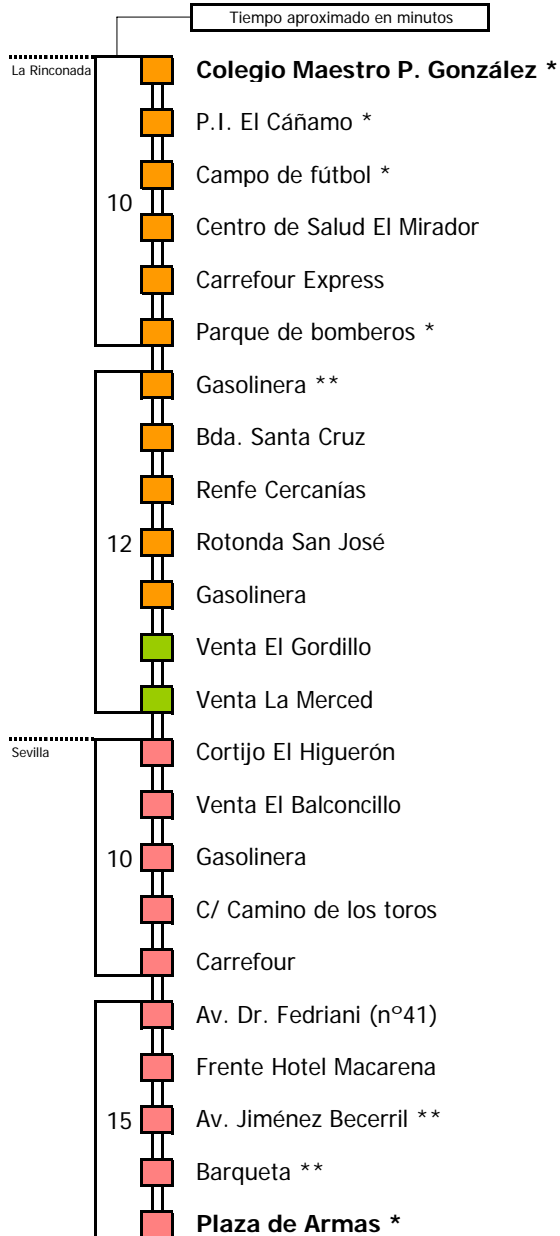 Tiempo aproximado en minutos
La Rinconada
Colegio Maestro P. González *
P.I. El Cáñamo *
Campo de fútbol *
10
Centro de Salud El Mirador
Carrefour Express
Parque de bomberos *
Gasolinera **
Bda. Santa Cruz
Renfe Cercanías
12
Rotonda San José
Gasolinera
Venta El Gordillo
Venta La Merced
Sevilla
Cortijo El Higuerón
Venta El Balconcillo
10
Gasolinera
C/ Camino de los toros
Carrefour
Av. Dr. Fedriani (nº41)
Frente Hotel Macarena
15
Av. Jiménez Becerril **
Barqueta **
Plaza de Armas *